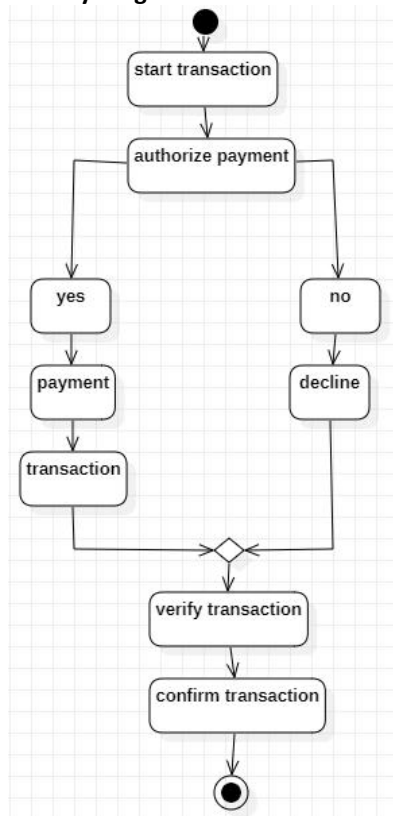 start transaction
authorize payment
yes
no
payment
decline
transaction
verify transaction
confirm transaction